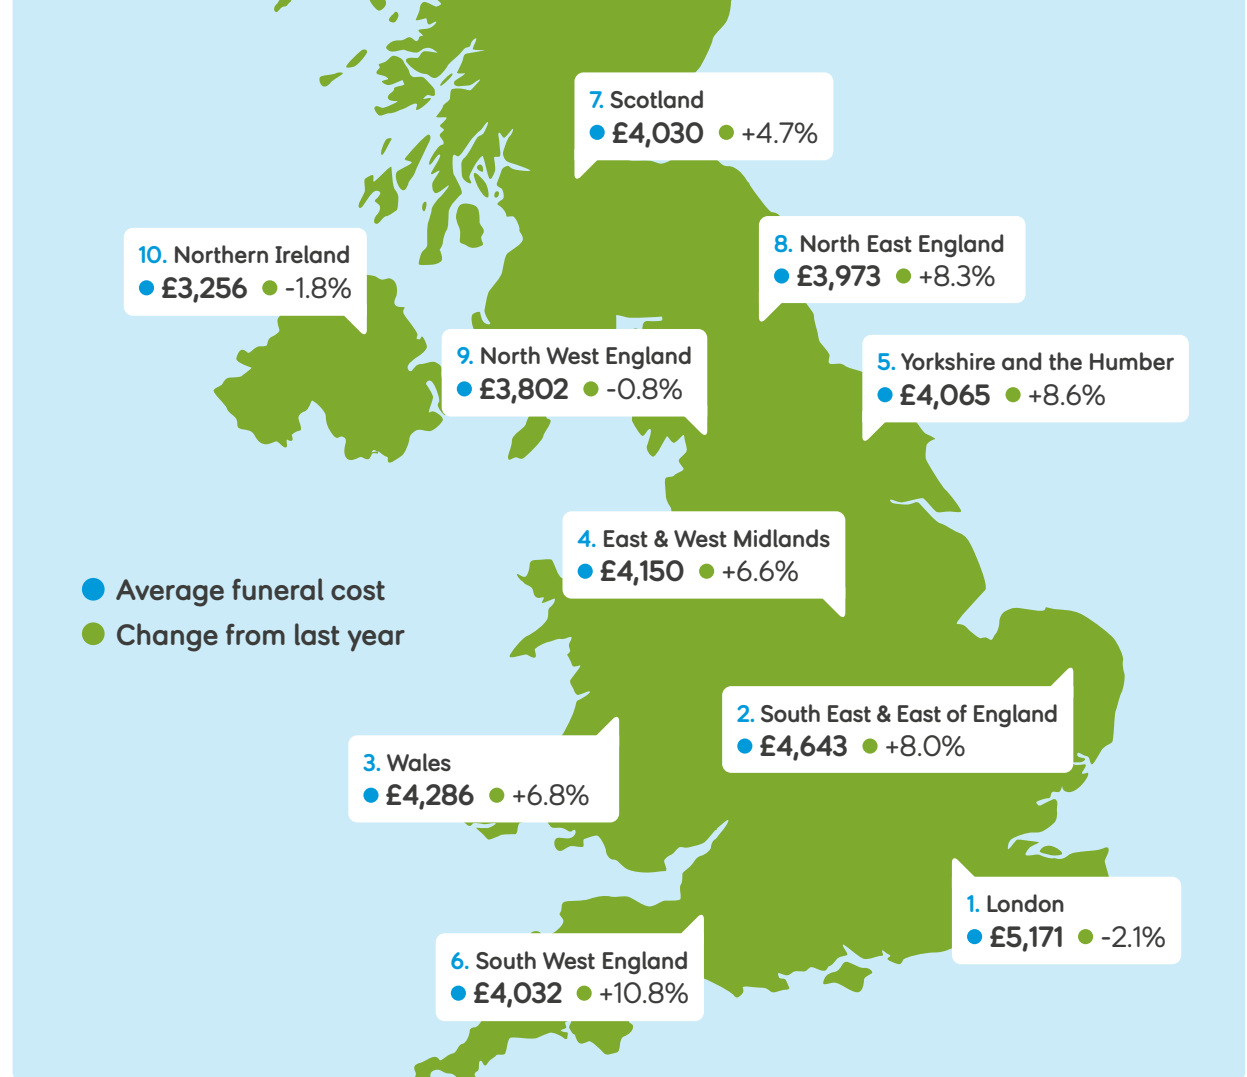 7. Scotland
£4,030 +4.7%
10. Northern Ireland
£3,256 -1.8%
8. North East England
£3,973 +8.3%
9. North West England
£3,802 -0.8%
5. Yorkshire and the Humber
£4,065 +8.6%
4. East & West Midlands
£4,150 +6.6%
Average funeral cost
Change from last year
2. South East & East of England
£4,643 +8.0%
3. Wales
£4,286 +6.8%
1. London
£5,171 -2.1%
6. South West England
£4,032 +10.8%